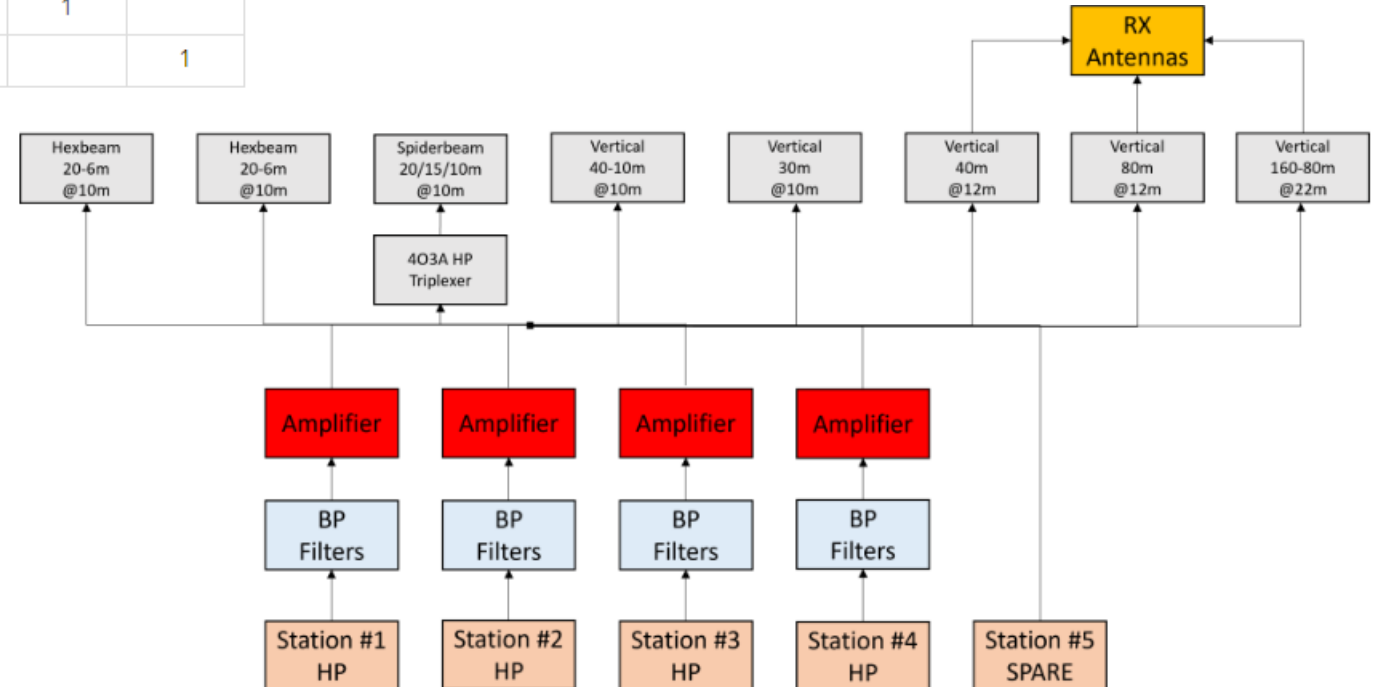 1
1
RX
Antennas
Hexbeam
20-6m
@10m
Hexbeam
20-6m
@10m
Spiderbeam
20/15/10m
@10m
Vertical
40-10m
@10m
Vertical
30m
@10m
Vertical
40m
@12m
Vertical
80m
@12m
Vertical
160-80m
@22m
4O3A HP
Triplexer
Amplifier
Amplifier
Amplifier
Amplifier
BP
Filters
BP
Filters
BP
Filters
BP
Filters
Station #1
HP
Station #2
HP
Station #3
HP
Station #4
HP
Station #5
SPARE